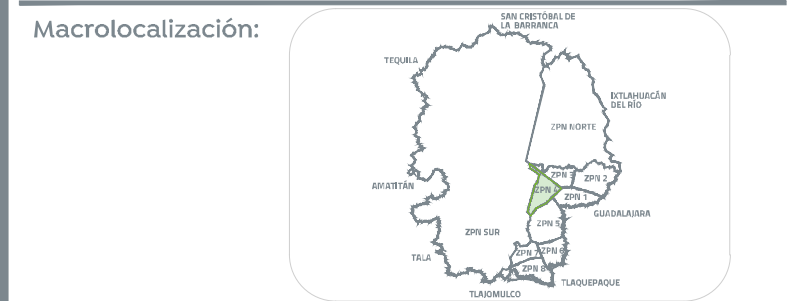 Macrolocalización:
SAN CRISTÓBAL DE
LA BARRANCA
TEQUILA
IXTLAHUACÁN
DEL RÍO
ZPN NORTE
ZPN 3
ZPN 2
AMATITÁN
ZPN 4
ZPN 1
GUADALAJARA
ZPN 5
ZPN SUR
ZPN 7
ZPN 6
TALA
ZPN 8
TLAQUEPAQUE
TLAJOMULCO